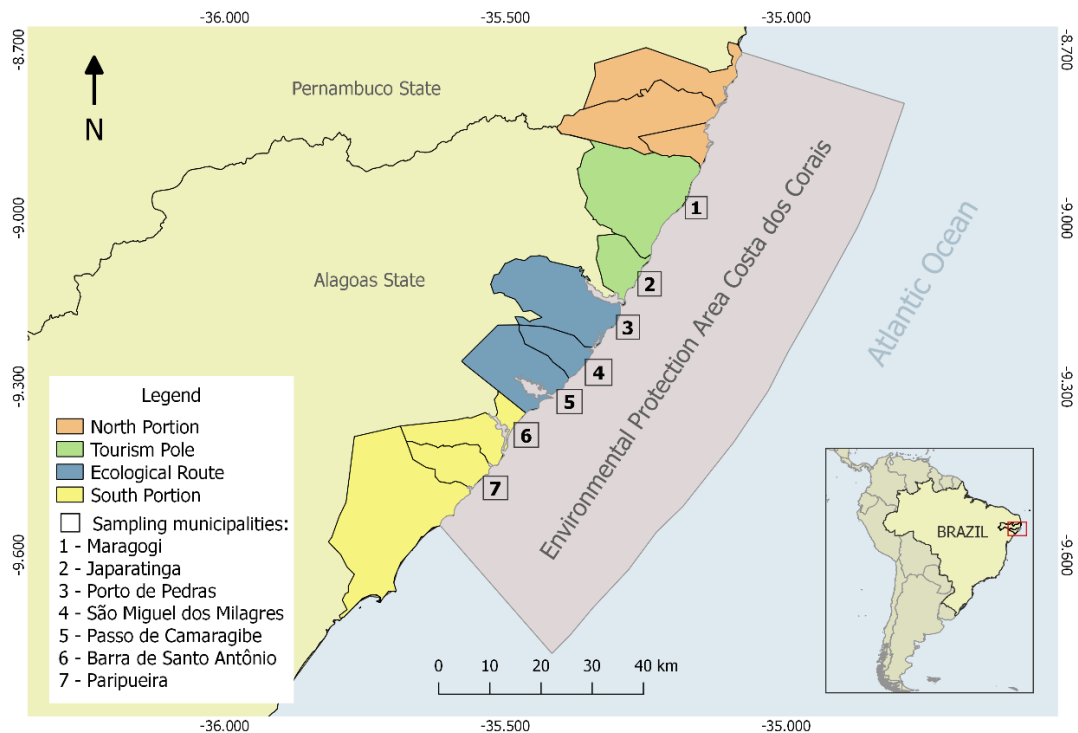 -36.000
-35.500
-35.000
-8.700
-8.700
Pernambuco State
N
-9.000
-9.000
1
Alagoas State
2
3
Environmental Protection Area Costa dos Corais
Atlantic Ocean
4
5
6
7
-9.300
-9.300
Legend
North Portion
Tourism Pole
Ecological Route
South Portion
Sampling municipalities:
1 - Maragogi
2 - Japaratinga
3 - Porto de Pedras
4 - São Miguel dos Milagres
5 - Passo de Camaragibe
6 - Barra de Santo Antônio
7 - Paripueira
-9.600
-9.600
BRAZIL
0 10 20 30 40 km
-36.000
-35.500
-35.000